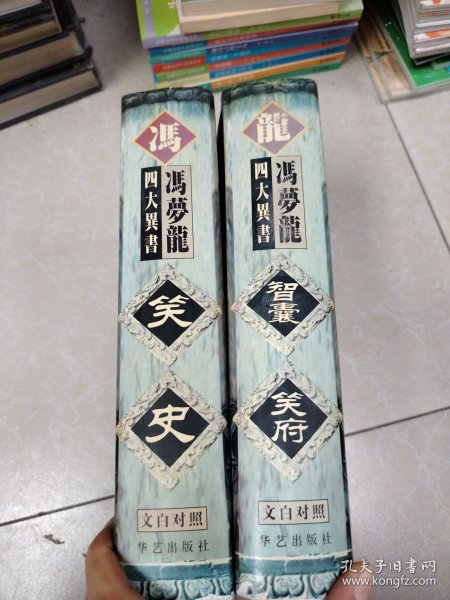 馮
馮夢龍
四大異書
笑
史
文白对照
华艺出版社
龍
馮夢龍
四大異書
智囊
笑府
文白对照
华艺出版社
孔夫子旧书网
www.kongfz.com